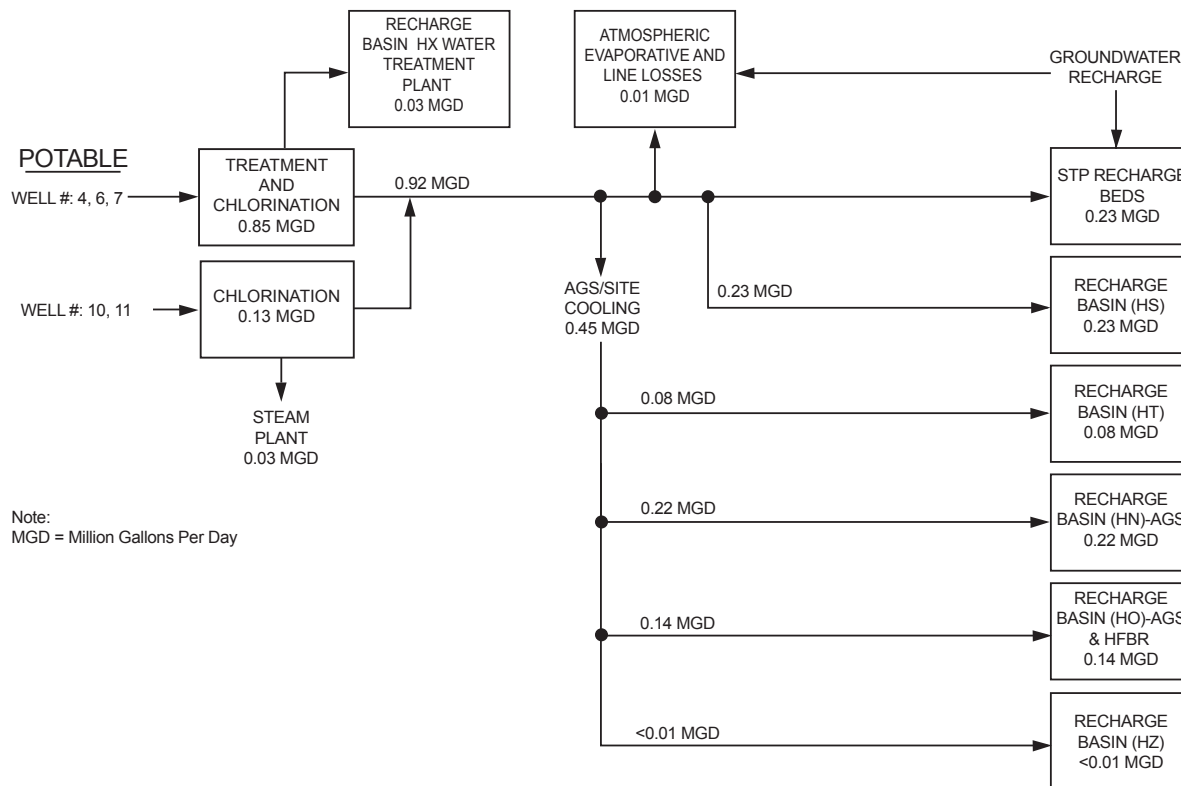 RECHARGE
BASIN HX WATER
TREATMENT
PLANT
0.03 MGD
ATMOSPHERIC
EVAPORATIVE AND
LINE LOSSES
0.01 MGD
GROUNDWATER
RECHARGE
POTABLE
WELL #: 4, 6, 7
TREATMENT
AND
CHLORINATION
0.85 MGD
0.92 MGD
STP RECHARGE
BEDS
0.23 MGD
WELL #: 10, 11
CHLORINATION
0.13 MGD
AGS/SITE
COOLING
0.45 MGD
0.23 MGD
RECHARGE
BASIN (HS)
0.23 MGD
STEAM
PLANT
0.03 MGD
0.08 MGD
RECHARGE
BASIN (HT)
0.08 MGD
Note:
MGD = Million Gallons Per Day
0.22 MGD
RECHARGE
BASIN (HN)-AGS
0.22 MGD
0.14 MGD
RECHARGE
BASIN (HO)-AGS
& HFBR
0.14 MGD
<0.01 MGD
RECHARGE
BASIN (HZ)
<0.01 MGD